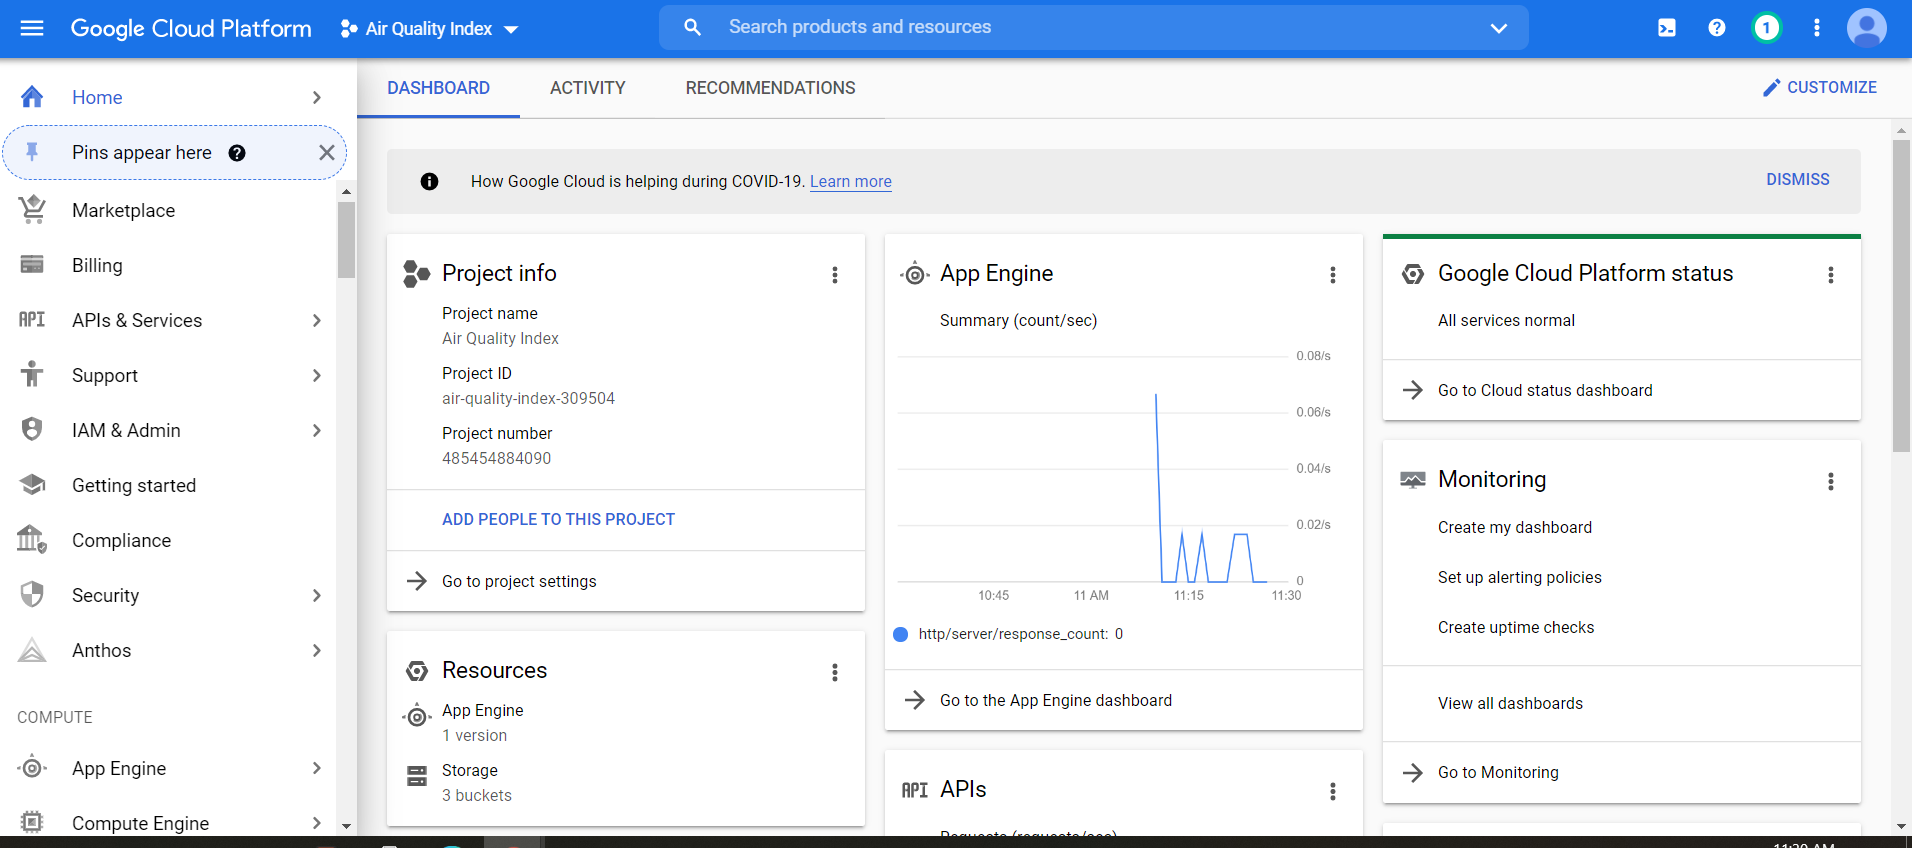 Google Cloud Platform
Air Quality Index
Search products and resources
1
Home
Pins appear here
Marketplace
Billing
API
APIs & Services
Support
IAM & Admin
Getting started
Compliance
Security
Anthos
COMPUTE
App Engine
Compute Engine
DASHBOARD
ACTIVITY
RECOMMENDATIONS
CUSTOMIZE
How Google Cloud is helping during COVID-19. Learn more
DISMISS
Project info
Project name
Air Quality Index
Project ID
air-quality-index-309504
Project number
485454884090
ADD PEOPLE TO THIS PROJECT
Go to project settings
Resources
App Engine
1 version
Storage
3 buckets
App Engine
Summary (count/sec)
0.08/s
0.06/s
0.04/s
0.02/s
0
10:45
11 AM
11:15
11:30
http/server/response_count: 0
Go to the App Engine dashboard
API
APIs
Requests (requests/sec)
Google Cloud Platform status
All services normal
Go to Cloud status dashboard
Monitoring
Create my dashboard
Set up alerting policies
Create uptime checks
View all dashboards
Go to Monitoring